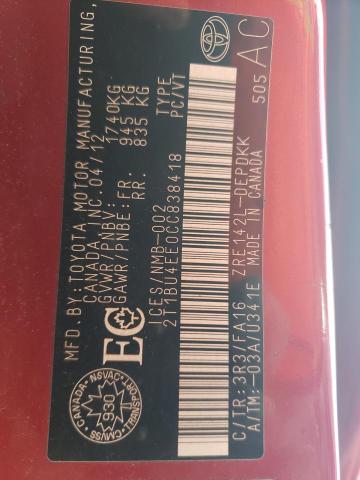 MFD. BY:TOYOTA MOTOR MANUFACTURING,
CANADA, INC.04/12
GVWR/PNBV: 1740KG
GAWR/PNBE:FR. 945 KG
RR. 835 KG
ICES/NMB-002 TYPE
2T1BU4EE0CC838418 PC/VT
EC
CANADA
NSVAC
930
CMVSS
TRANSPORT
C/TR:3R3/FA16 ZRE142L-DEPDKK
A/TM:-03A/U341E MADE IN CANADA
505 AC